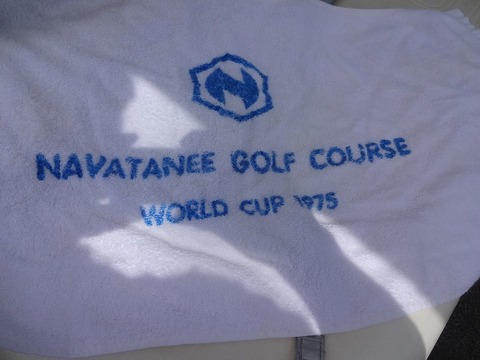 N
NAVATANEE GOLF COURSE
WORLD CUP 1975